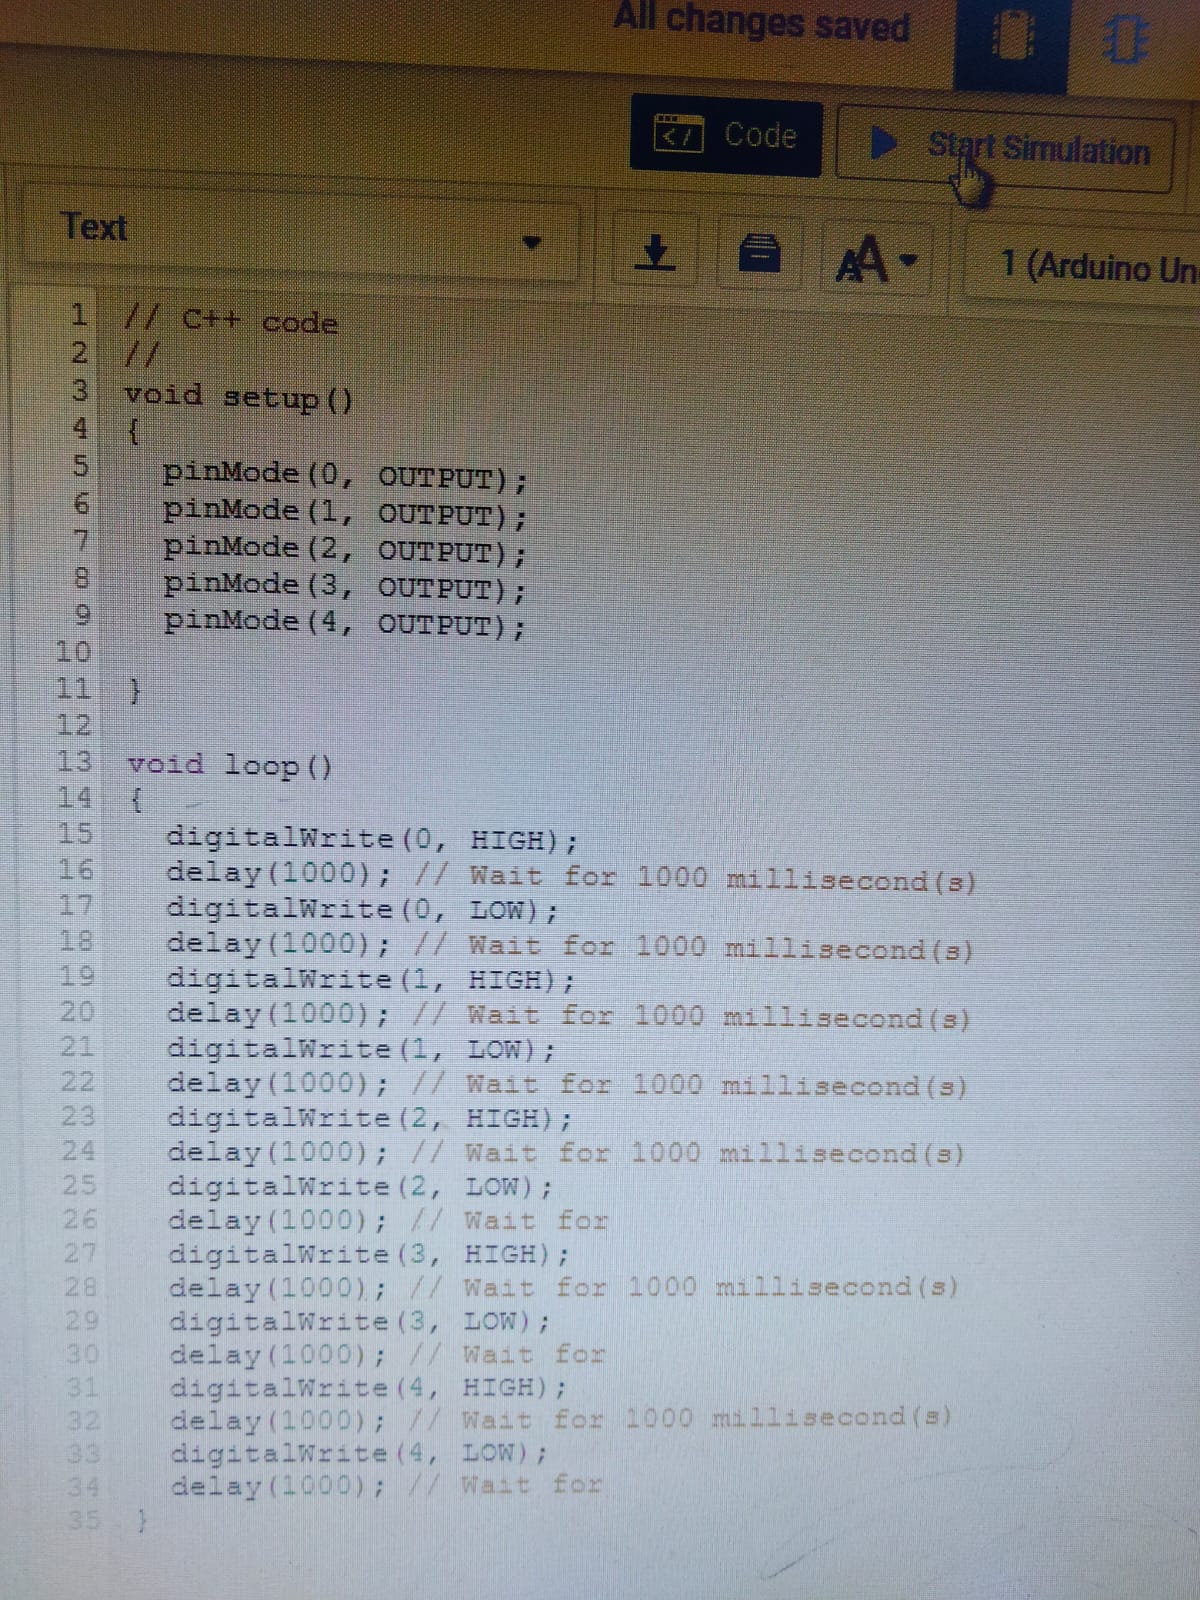 All changes saved
Code
Start Simulation
Text
1 (Arduino Un
1 // C++ code
2 //
3 void setup()
4 {
5 pinMode(0, OUTPUT);
6 pinMode(1, OUTPUT);
7 pinMode(2, OUTPUT);
8 pinMode(3, OUTPUT);
9 pinMode(4, OUTPUT);
10
11 }
12
13 void loop()
14 {
15 digitalWrite(0, HIGH);
16 delay(1000); // Wait for 1000 millisecond(s)
17 digitalWrite(0, LOW);
18 delay(1000); // Wait for 1000 millisecond(s)
19 digitalWrite(1, HIGH);
20 delay(1000); // Wait for 1000 millisecond(s)
21 digitalWrite(1, LOW);
22 delay(1000); // Wait for 1000 millisecond(s)
23 digitalWrite(2, HIGH);
24 delay(1000); // Wait for 1000 millisecond(s)
25 digitalWrite(2, LOW);
26 delay(1000); // Wait for
27 digitalWrite(3, HIGH);
28 delay(1000); // Wait for 1000 millisecond(s)
29 digitalWrite(3, LOW);
30 delay(1000); // Wait for
31 digitalWrite(4, HIGH);
32 delay(1000); // Wait for 1000 millisecond(s)
33 digitalWrite(4, LOW);
34 delay(1000); // Wait for
35 }